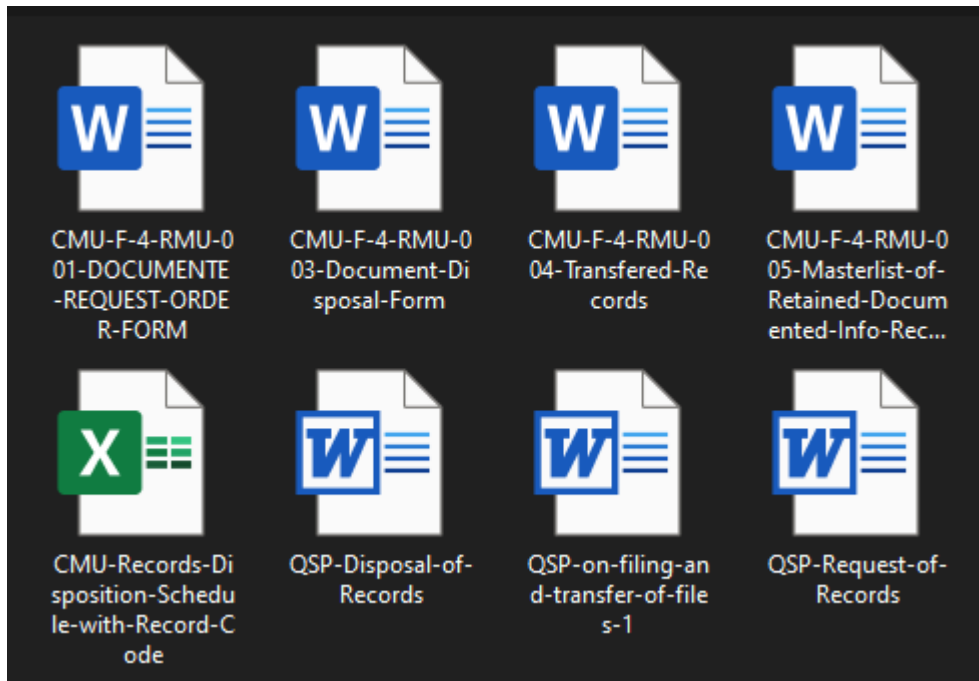 W
W
W
W
CMU-F-4-RMU-0
01-DOCUMENTE
-REQUEST-ORDE
R-FORM
CMU-F-4-RMU-0
03-Document-Di
sposal-Form
CMU-F-4-RMU-0
04-Transfered-Re
cords
CMU-F-4-RMU-0
05-Masterlist-of-
Retained-Docum
ented-Info-Rec...
X
W
W
W
CMU-Records-Di
sposition-Schedu
le-with-Record-C
ode
QSP-Disposal-of-
Records
QSP-on-filing-an
d-transfer-of-file
s-1
QSP-Request-of-
Records